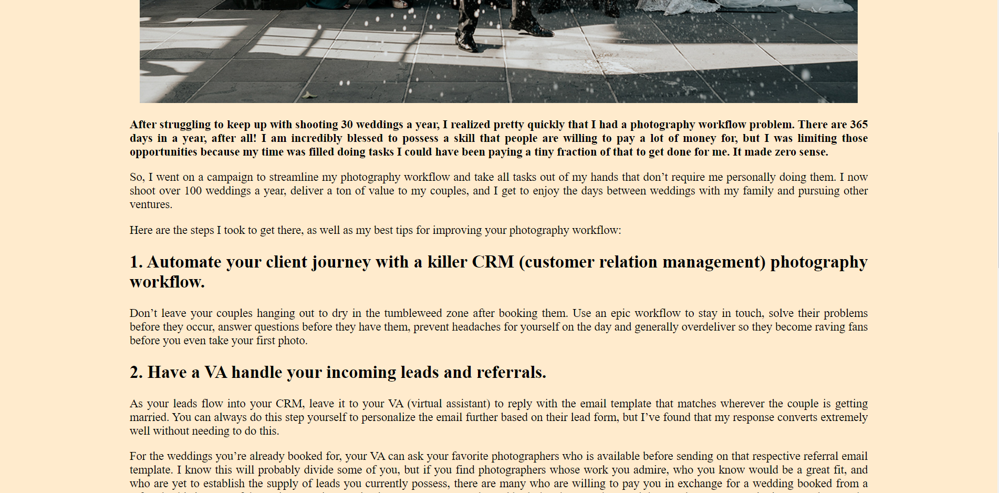 After struggling to keep up with shooting 30 weddings a year, I realized pretty quickly that I had a photography workflow problem. There are 365
days in a year, after all! I am incredibly blessed to possess a skill that people are willing to pay a lot of money for, but I was limiting those
opportunities because my time was filled doing tasks I could have been paying a tiny fraction of that to get done for me. It made zero sense.
So, I went on a campaign to streamline my photography workflow and take all tasks out of my hands that don’t require me personally doing them. I now
shoot over 100 weddings a year, deliver a ton of value to my couples, and I get to enjoy the days between weddings with my family and pursuing other
ventures.
Here are the steps I took to get there, as well as my best tips for improving your photography workflow:
1. Automate your client journey with a killer CRM (customer relation management) photography
workflow.
Don’t leave your couples hanging out to dry in the tumbleweed zone after booking them. Use an epic workflow to stay in touch, solve their problems
before they occur, answer questions before they have them, prevent headaches for yourself on the day and generally overdeliver so they become raving fans
before you even take your first photo.
2. Have a VA handle your incoming leads and referrals.
As your leads flow into your CRM, leave it to your VA (virtual assistant) to reply with the email template that matches wherever the couple is getting
married. You can always do this step yourself to personalize the email further based on their lead form, but I’ve found that my response converts extremely
well without needing to do this.
For the weddings you’re already booked for, your VA can ask your favorite photographers who is available before sending on that respective referral email
template. I know this will probably divide some of you, but if you find photographers whose work you admire, who you know would be a great fit, and
who are yet to establish the supply of leads you currently possess, there are many who are willing to pay you in exchange for a wedding booked from a